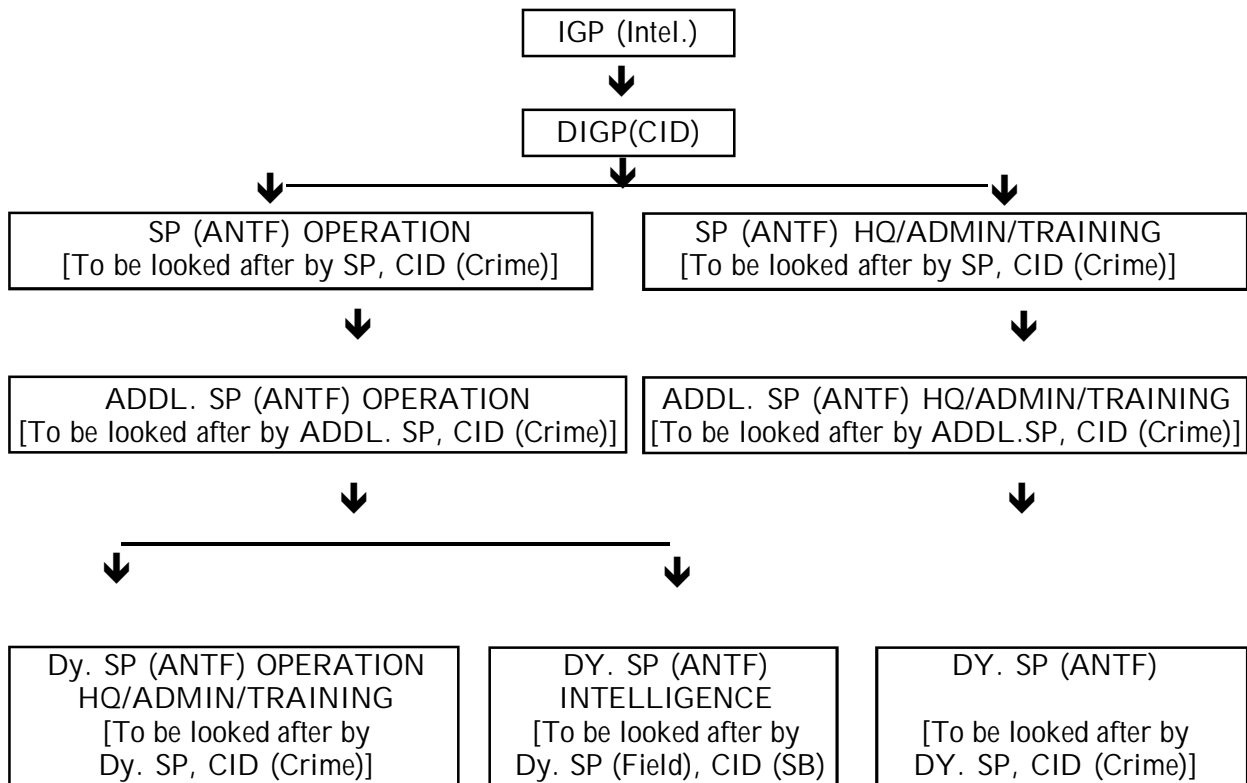 IGP (Intel.)
DIGP(CID)
SP (ANTF) OPERATION
[To be looked after by SP, CID (Crime)]
SP (ANTF) HQ/ADMIN/TRAINING
[To be looked after by SP, CID (Crime)]
ADDL. SP (ANTF) OPERATION
[To be looked after by ADDL. SP, CID (Crime)]
ADDL. SP (ANTF) HQ/ADMIN/TRAINING
[To be looked after by ADDL.SP, CID (Crime)]
Dy. SP (ANTF) OPERATION
HQ/ADMIN/TRAINING
[To be looked after by
Dy. SP, CID (Crime)]
DY. SP (ANTF)
INTELLIGENCE
[To be looked after by
Dy. SP (Field), CID (SB)
DY. SP (ANTF)
[To be looked after by
DY. SP, CID (Crime)]